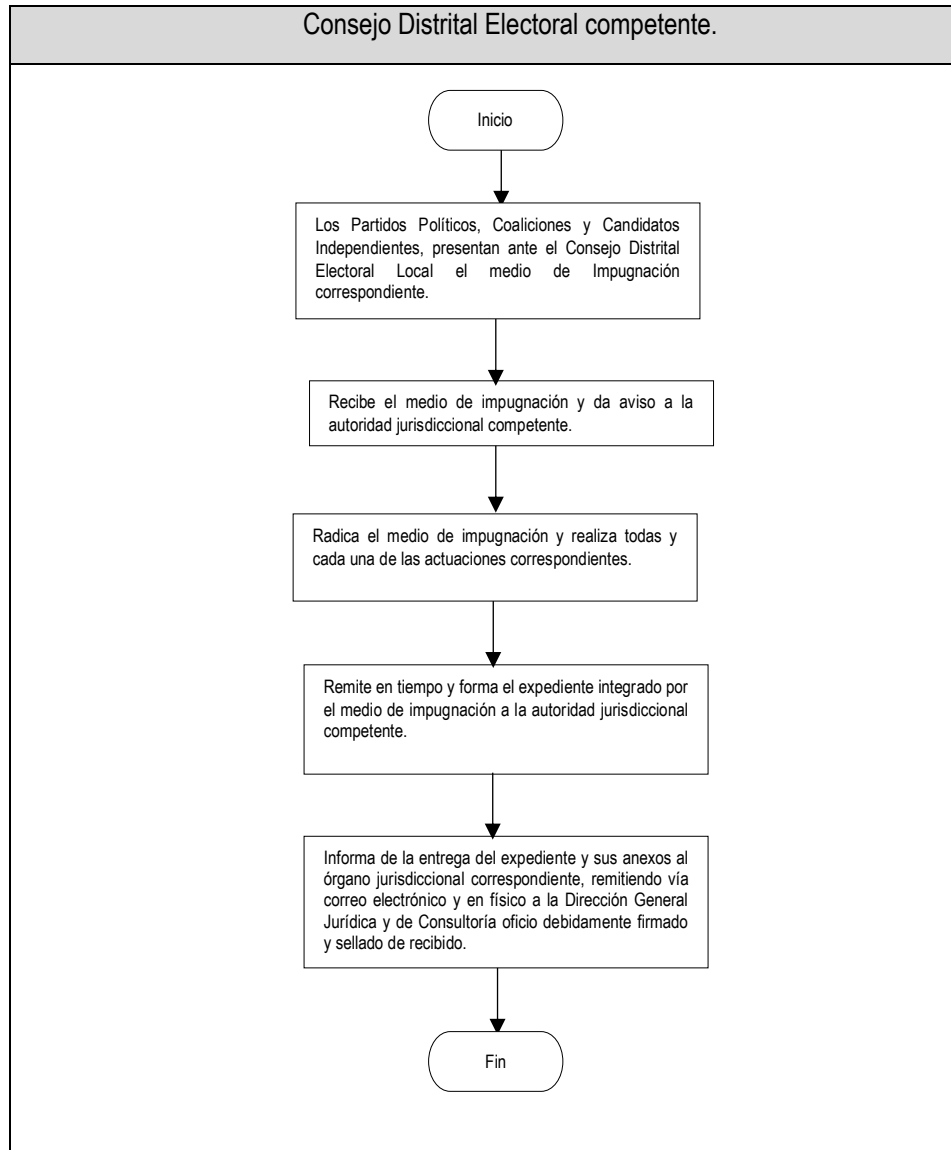 Consejo Distrital Electoral competente.
Inicio
Los Partidos Políticos, Coaliciones y Candidatos
Independientes, presentan ante el Consejo Distrital
Electoral Local el medio de Impugnación
correspondiente.
Recibe el medio de impugnación y da aviso a la
autoridad jurisdiccional competente.
Radica el medio de impugnación y realiza todas y
cada una de las actuaciones correspondientes.
Remite en tiempo y forma el expediente integrado por
el medio de impugnación a la autoridad jurisdiccional
competente.
Informa de la entrega del expediente y sus anexos al
órgano jurisdiccional correspondiente, remitiendo vía
correo electrónico y en físico a la Dirección General
Jurídica y de Consultoría oficio debidamente firmado
y sellado de recibido.
Fin